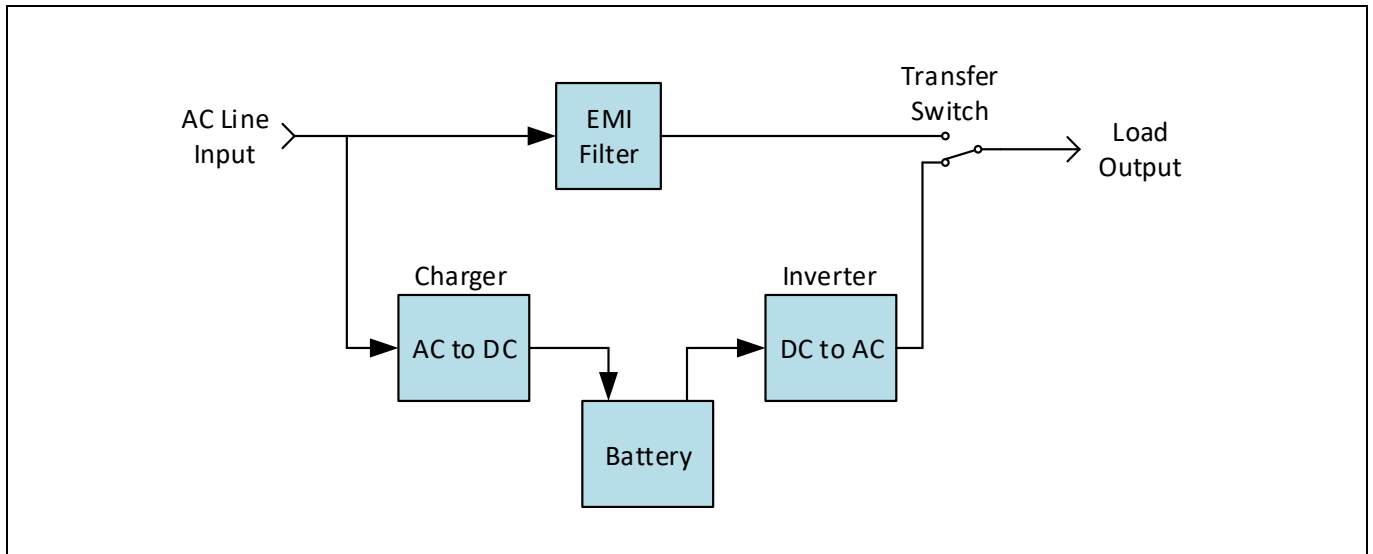 AC Line
Input
EMI
Filter
Transfer
Switch
Load
Output
Charger
AC to DC
Battery
Inverter
DC to AC